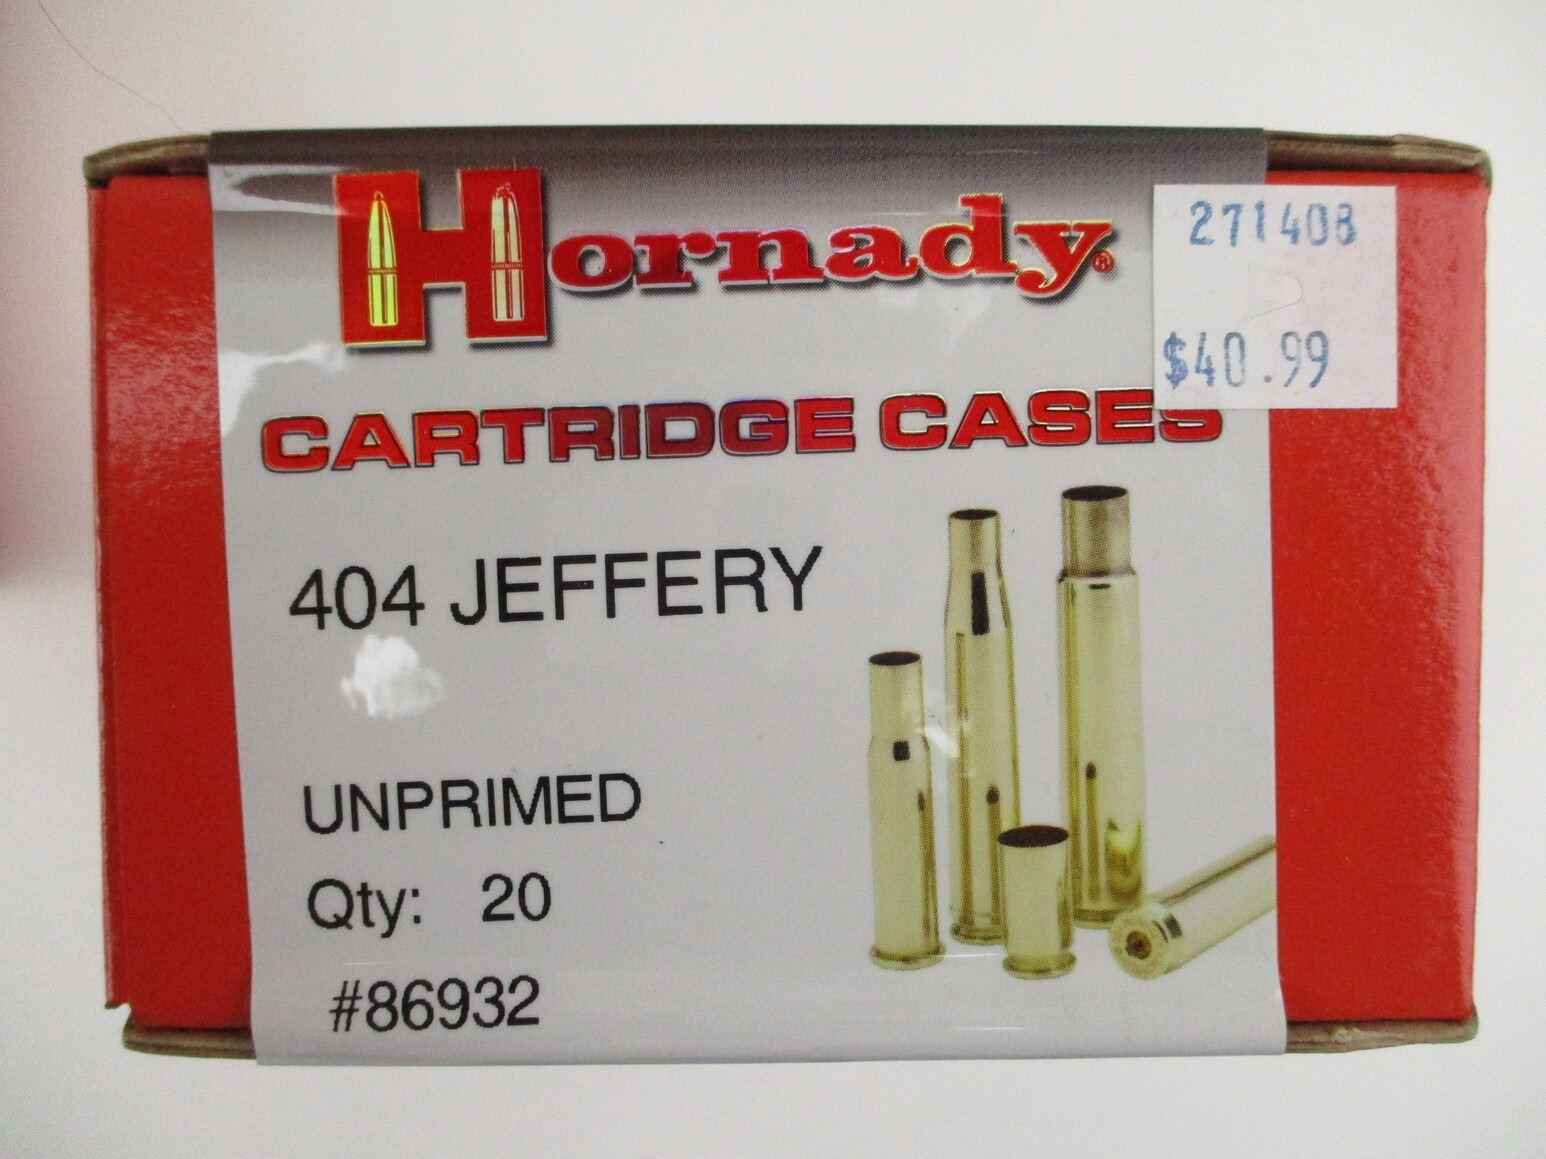 Hornady®
271408
$40.99
CARTRIDGE CASES
404 JEFFERY
UNPRIMED
Qty: 20
#86932